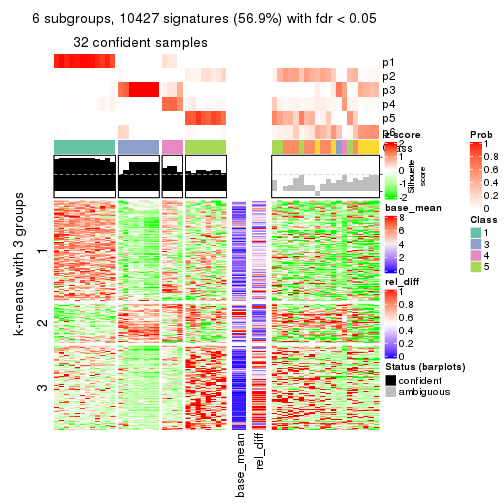 6 subgroups, 10427 signatures (56.9%) with fdr < 0.05
32 confident samples
p1
p2
p3
p4
p5
p6
Class
z-score
2
1
0
-1
-2
Silhouette
score
k-means with 3 groups
1
2
3
base_mean
rel_diff
base_mean
8
6
4
2
0
rel_diff
1
0.8
0.6
0.4
0.2
0
Status (barplots)
confident
ambiguous
Prob
1
0.8
0.6
0.4
0.2
0
Class
1
3
4
5